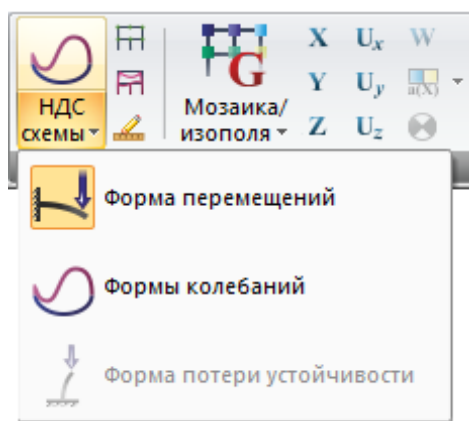 X Ux W
G
Y Uy a(X)
НДС
схемы
Мозаика/
изополя
Z Uz
Форма перемещений
Формы колебаний
Форма потери устойчивости